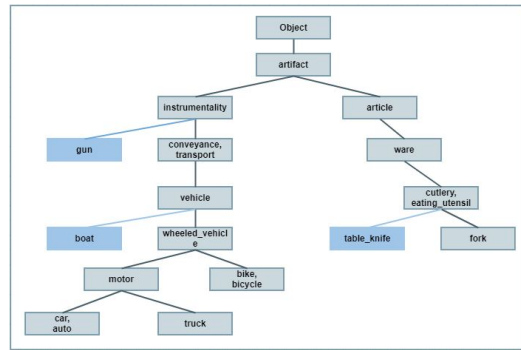 Object
artifact
instrumentality
article
gun
conveyance,
transport
ware
vehicle
cutlery,
eating_utensil
boat
wheeled_vehicl
e
table_knife
fork
motor
bike,
bicycle
car,
auto
truck